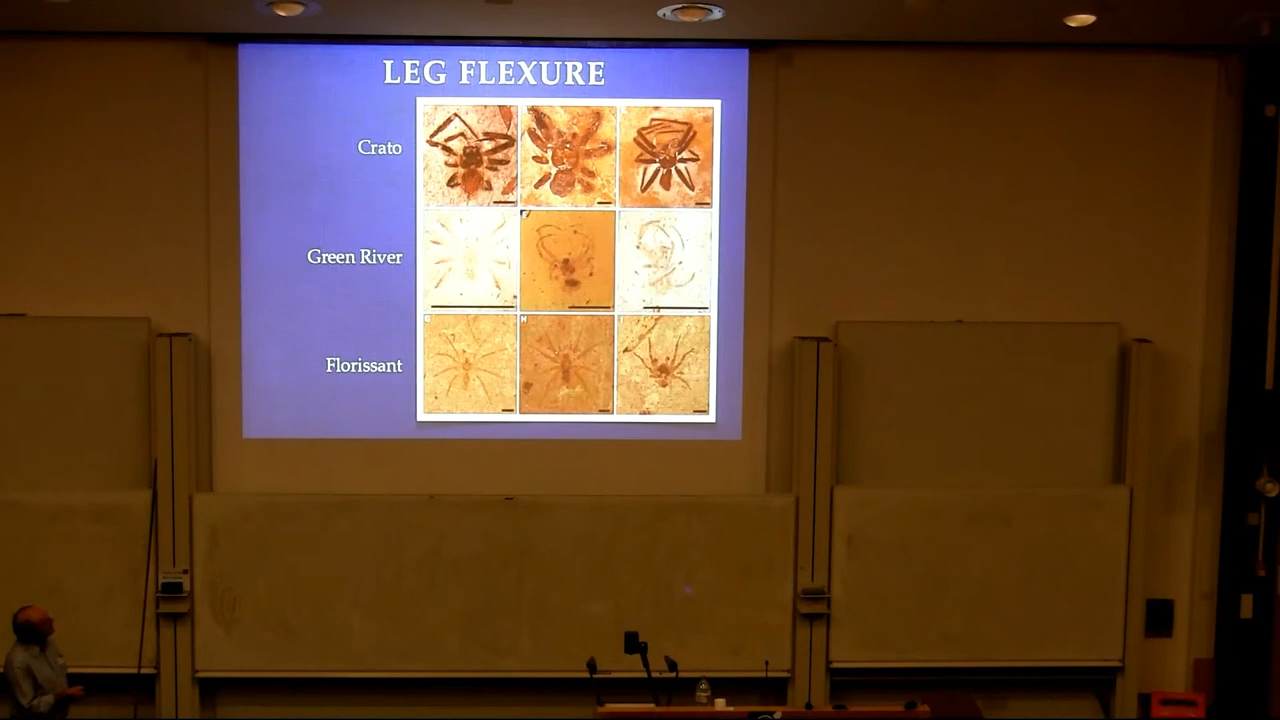 LEG FLEXURE
Crato
Green River
Florissant
G
H